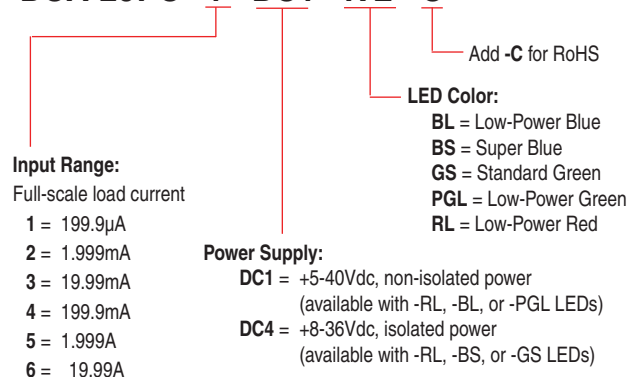 Add -C for RoHS
LED Color:
BL = Low-Power Blue
BS = Super Blue
GS = Standard Green
PGL = Low-Power Green
RL = Low-Power Red
Input Range:
Full-scale load current
1 = 199.9µA
2 = 1.999mA
3 = 19.99mA
4 = 199.9mA
5 = 1.999A
6 = 19.99A
Power Supply:
DC1 = +5-40Vdc, non-isolated power
(available with -RL, -BL, or -PGL LEDs)
DC4 = +8-36Vdc, isolated power
(available with -RL, -BS, or -GS LEDs)